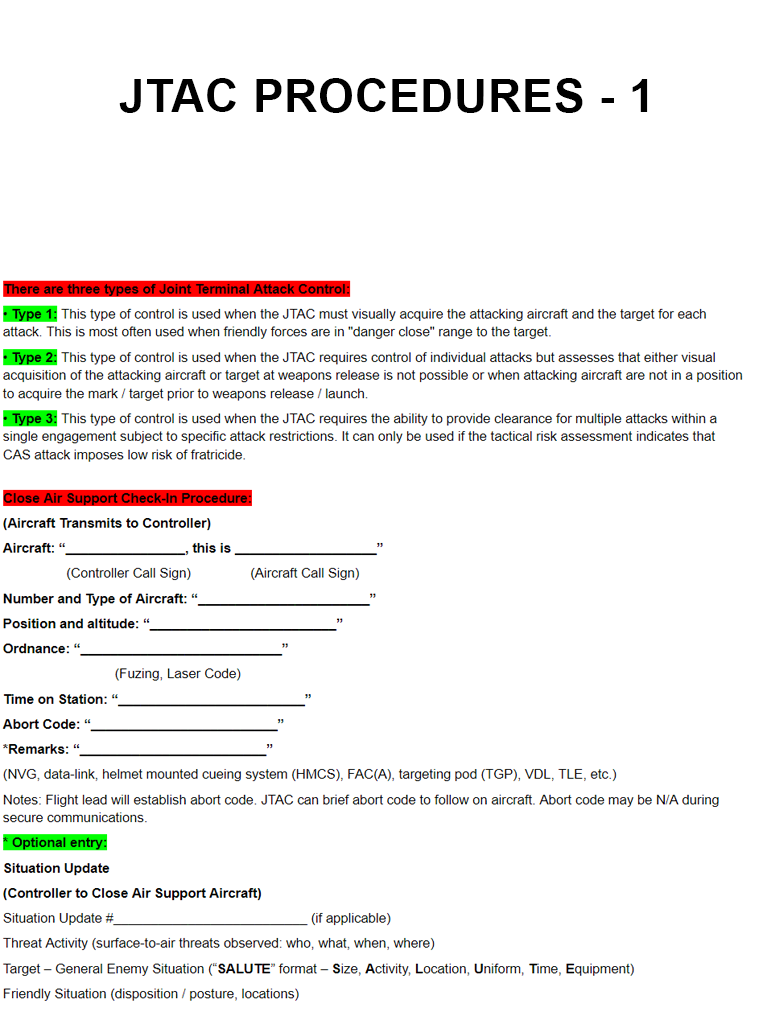 JTAC PROCEDURES - 1
There are three types of Joint Terminal Attack Control:
• Type 1: This type of control is used when the JTAC must visually acquire the attacking aircraft and the target for each
attack. This is most often used when friendly forces are in "danger close" range to the target.
• Type 2: This type of control is used when the JTAC requires control of individual attacks but assesses that either visual
acquisition of the attacking aircraft or target at weapons release is not possible or when attacking aircraft are not in a position
to acquire the mark / target prior to weapons release / launch.
• Type 3: This type of control is used when the JTAC requires the ability to provide clearance for multiple attacks within a
single engagement subject to specific attack restrictions. It can only be used if the tactical risk assessment indicates that
CAS attack imposes low risk of fratricide.
Close Air Support Check-In Procedure:
(Aircraft Transmits to Controller)
Aircraft: “________________, this is ___________________”
(Controller Call Sign) (Aircraft Call Sign)
Number and Type of Aircraft: “_______________________”
Position and altitude: “_________________________”
Ordnance: “___________________________”
(Fuzing, Laser Code)
Time on Station: “_________________________”
Abort Code: “_________________________”
*Remarks: “_________________________”
(NVG, data-link, helmet mounted cueing system (HMCS), FAC(A), targeting pod (TGP), VDL, TLE, etc.)
Notes: Flight lead will establish abort code. JTAC can brief abort code to follow on aircraft. Abort code may be N/A during
secure communications.
* Optional entry:
Situation Update
(Controller to Close Air Support Aircraft)
Situation Update #__________________________ (if applicable)
Threat Activity (surface-to-air threats observed: who, what, when, where)
Target – General Enemy Situation (“SALUTE” format – Size, Activity, Location, Uniform, Time, Equipment)
Friendly Situation (disposition / posture, locations)